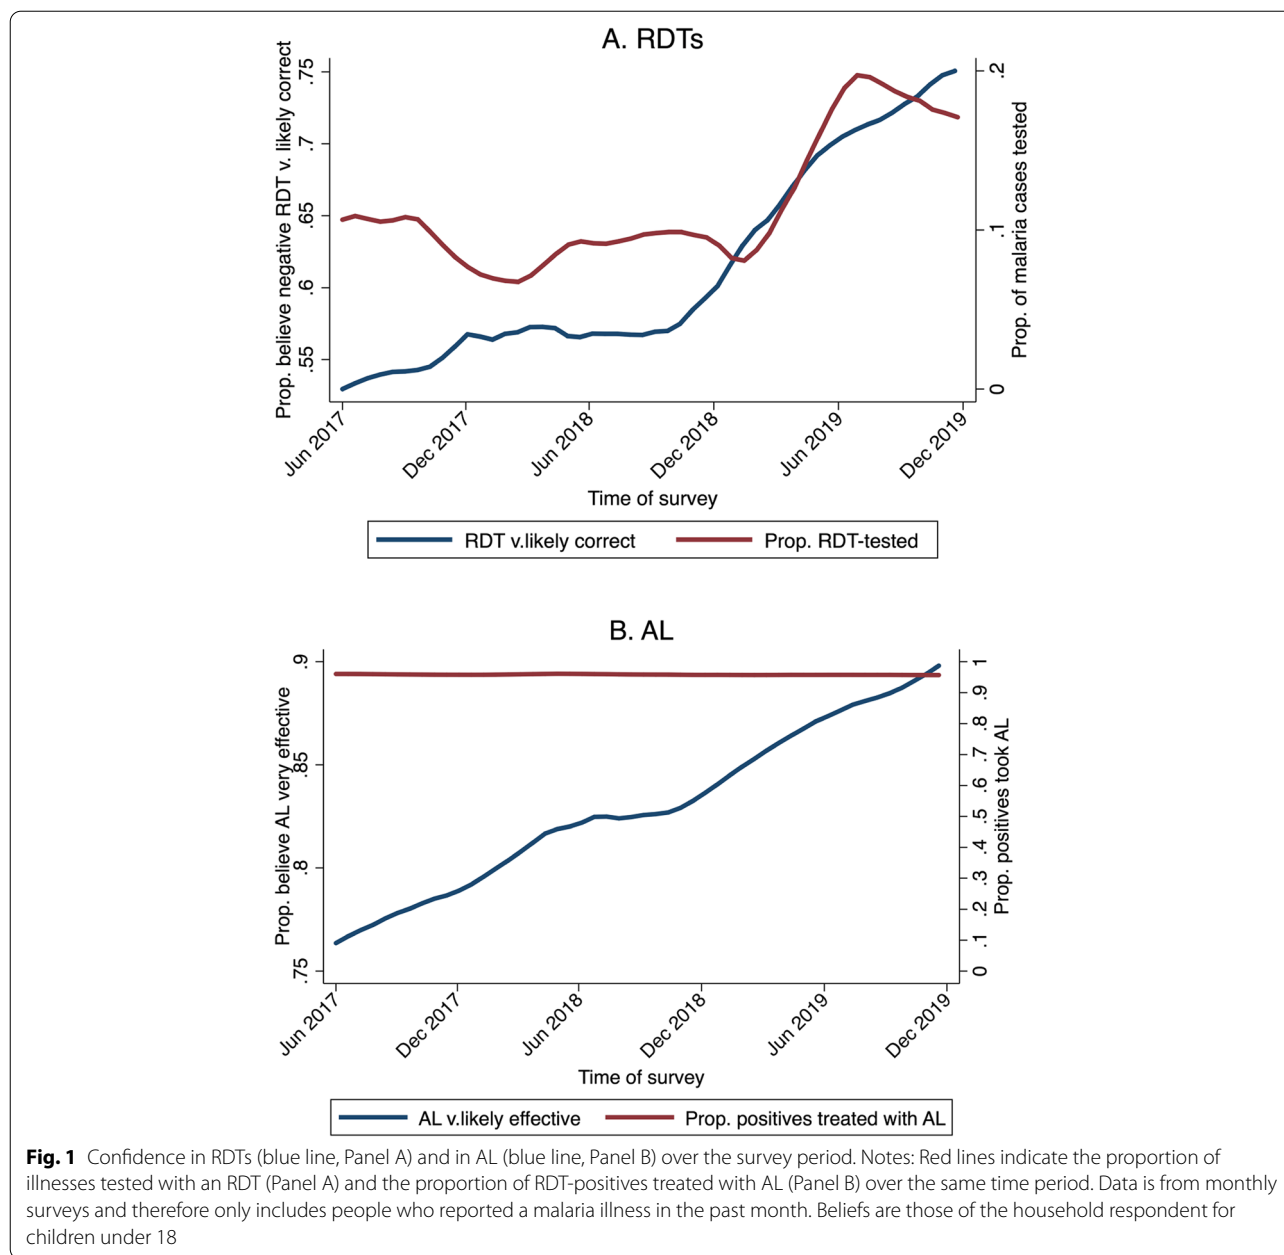 A. RDTs
Prop. believe negative RDT v. likely correct
.75
.7
.65
.6
.55
.2
.1
0
Prop. of malaria cases tested
Jun 2017
Dec 2017
Jun 2018
Dec 2018
Jun 2019
Dec 2019
Time of survey
RDT v.likely correct
Prop. RDT-tested
B. AL
Prop. believe AL very effective
.9
.85
.8
.75
1
.9
.8
.7
.6
.5
.4
.3
.2
.1
0
Prop. positives took AL
Jun 2017
Dec 2017
Jun 2018
Dec 2018
Jun 2019
Dec 2019
Time of survey
AL v.likely effective
Prop. positives treated with AL
Fig. 1 Confidence in RDTs (blue line, Panel A) and in AL (blue line, Panel B) over the survey period. Notes: Red lines indicate the proportion of
illnesses tested with an RDT (Panel A) and the proportion of RDT-positives treated with AL (Panel B) over the same time period. Data is from monthly
surveys and therefore only includes people who reported a malaria illness in the past month. Beliefs are those of the household respondent for
children under 18